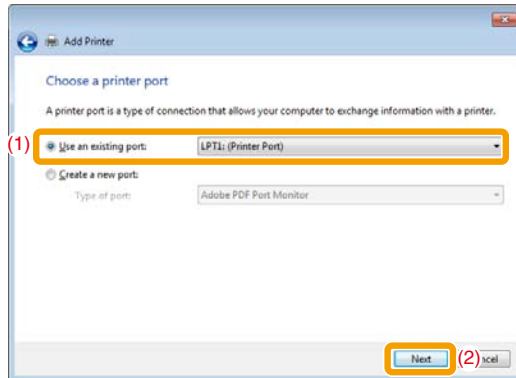 Add Printer
Choose a printer port
A printer port is a type of connection that allows your computer to exchange information with a printer.
(1) Use an existing port: LPT1: (Printer Port)
Create a new port:
Type of port: Adobe PDF Port Monitor
Next (2) ncel